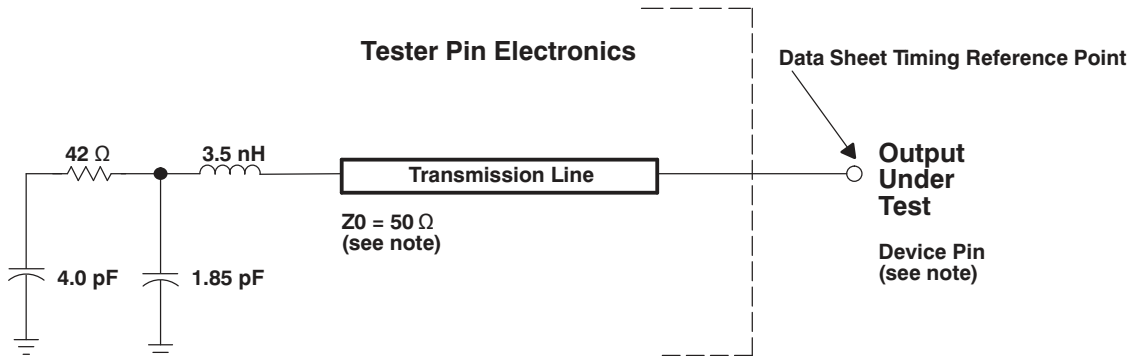 Tester Pin Electronics
Data Sheet Timing Reference Point
42 Ω
3.5 nH
Transmission Line
Output
Under
Test
Z0 = 50 Ω
(see note)
Device Pin
(see note)
4.0 pF
1.85 pF